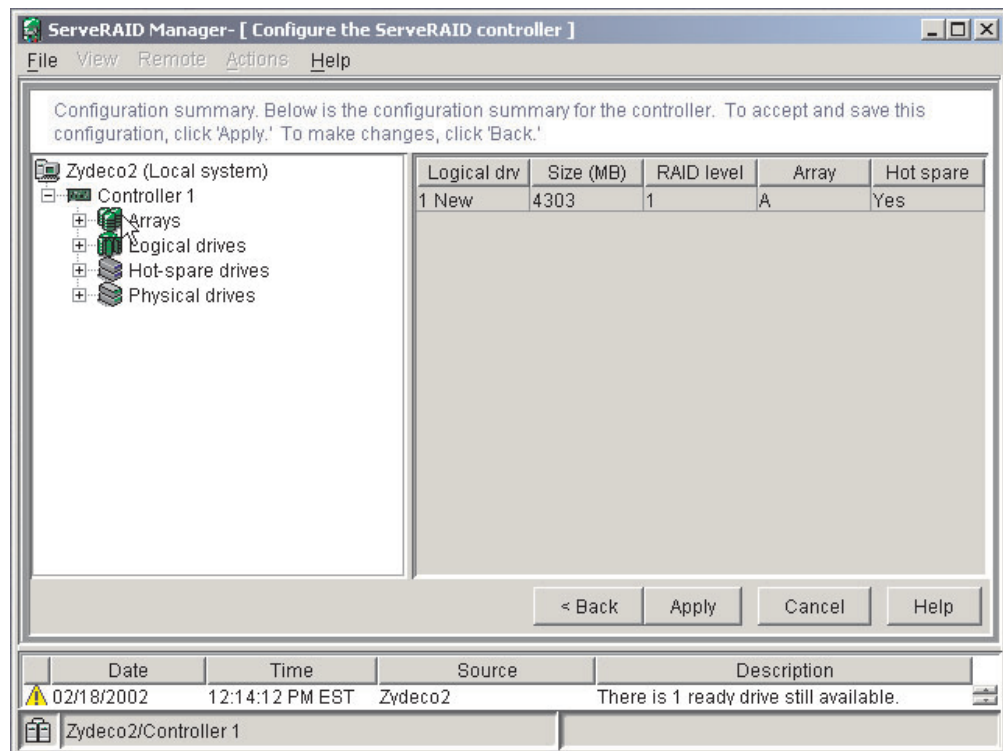 ServeRAID Manager- [ Configure the ServeRAID controller ]
File View Remote Actions Help
Configuration summary. Below is the configuration summary for the controller. To accept and save this
configuration, click 'Apply.' To make changes, click 'Back.'
Zydeco2 (Local system)
Controller 1
Arrays
Logical drives
Hot-spare drives
Physical drives
Logical drv Size (MB) RAID level Array Hot spare
1 New 4303 1 A Yes
< Back Apply Cancel Help
Date Time Source Description
02/18/2002 12:14:12 PM EST Zydeco2 There is 1 ready drive still available.
Zydeco2/Controller 1